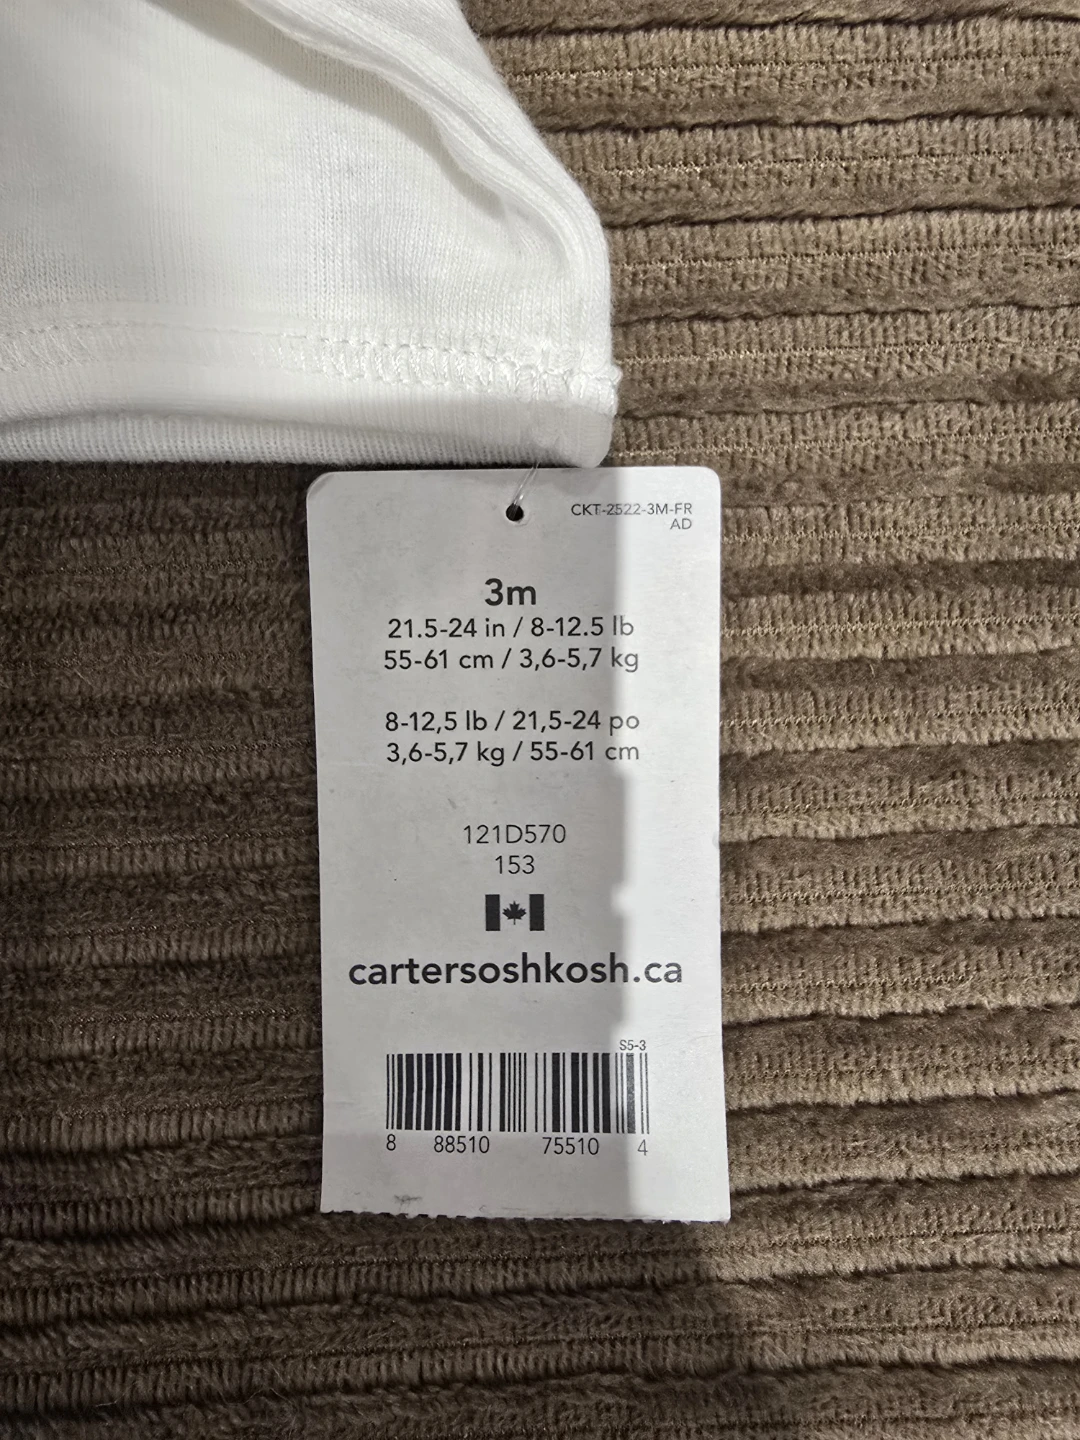 CKT-2522-3M-FR
AD
3m
21.5-24 in / 8-12.5 lb
55-61 cm / 3,6-5,7 kg
8-12,5 lb / 21,5-24 po
3,6-5,7 kg / 55-61 cm
121D570
153
cartersoshkosh.ca
S5-3
8 88510 75510 4